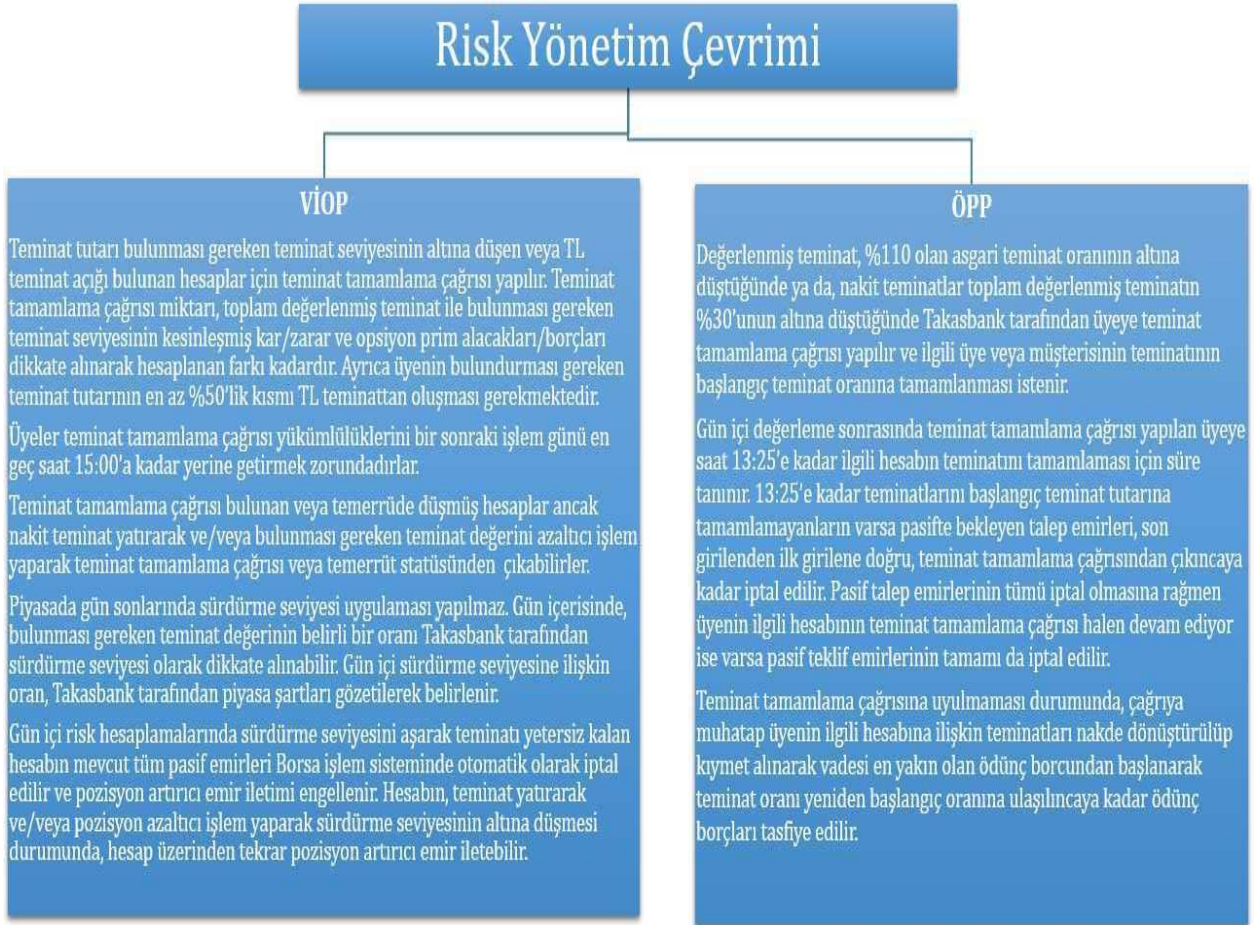 Risk Yönetim Çevrimi
VİOP
Teminat tutarı bulunması gereken teminat seviyesinin altına düşen veya TL
teminat açığı bulunan hesaplar için teminat tamamlama çağrısı yapılır. Teminat
tamamlama çağrısı miktarı, toplam değerlenmiş teminat ile bulunması gereken
teminat seviyesinin kesinleşmiş kar/zarar ve opsiyon prim alacakları/borçları
dikkate alınarak hesaplanan farkı kadardır. Ayrıca üyenin bulundurması gereken
teminat tutarının en az %50'lik kısmı TL teminattan oluşması gerekmektedir.
Üyeler teminat tamamlama çağrısı yükümlülüklerini bir sonraki işlem günü en
geç saat 15:00'a kadar yerine getirmek zorundadırlar.
Teminat tamamlama çağrısı bulunan veya temerrüde düşmüş hesaplar ancak
nakit teminat yatırarak ve/veya bulunması gereken teminat değerini azaltıcı işlem
yaparak teminat tamamlama çağrısı veya temerrüt statüsünden çıkabilirler.
Piyasada gün sonlarında sürdürme seviyesi uygulaması yapılmaz. Gün içerisinde,
bulunması gereken teminat değerinin belirli bir oranı Takasbank tarafından
sürdürme seviyesi olarak dikkate alınabilir. Gün içi sürdürme seviyesine ilişkin
oran, Takasbank tarafından piyasa şartları gözetilerek belirlenir.
Gün içi risk hesaplamalarında sürdürme seviyesini aşarak teminatı yetersiz kalan
hesabın mevcut tüm pasif emirleri Borsa işlem sisteminde otomatik olarak iptal
edilir ve pozisyon artırıcı emir iletimi engellenir. Hesabın, teminat yatırarak
ve/veya pozisyon azaltıcı işlem yaparak sürdürme seviyesinin altına düşmesi
durumunda, hesap üzerinden tekrar pozisyon artırıcı emir iletebilir.
ÖPP
Değerlenmiş teminat, %110 olan asgari teminat oranının altına
düştüğünde ya da, nakit teminatlar toplam değerlenmiş teminatın
%30'unun altına düştüğünde Takasbank tarafından üyeye teminat
tamamlama çağrısı yapılır ve ilgili üye veya müşterisinin teminatının
başlangıç teminat oranına tamamlanması istenir.
Gün içi değerleme sonrasında teminat tamamlama çağrısı yapılan üyeye
saat 13:25'e kadar ilgili hesabın teminatını tamamlaması için süre
tanınır. 13:25'e kadar teminatlarını başlangıç teminat tutarına
tamamlamayanların varsa pasifte bekleyen talep emirleri, son
girilenden ilk girilene doğru, teminat tamamlama çağrısından çıkıncaya
kadar iptal edilir. Pasif talep emirlerinin tümü iptal olmasına rağmen
üyenin ilgili hesabının teminat tamamlama çağrısı halen devam ediyor
ise varsa pasif teklif emirlerinin tamamı da iptal edilir.
Teminat tamamlama çağrısına uyulmaması durumunda, çağrıya
muhatap üyenin ilgili hesabına ilişkin teminatları nakde dönüştürülüp
kıymet alınarak vadesi en yakın olan ödünç borcundan başlanarak
teminat oranı yeniden başlangıç oranına ulaşılıncaya kadar ödünç
borçları tasfiye edilir.